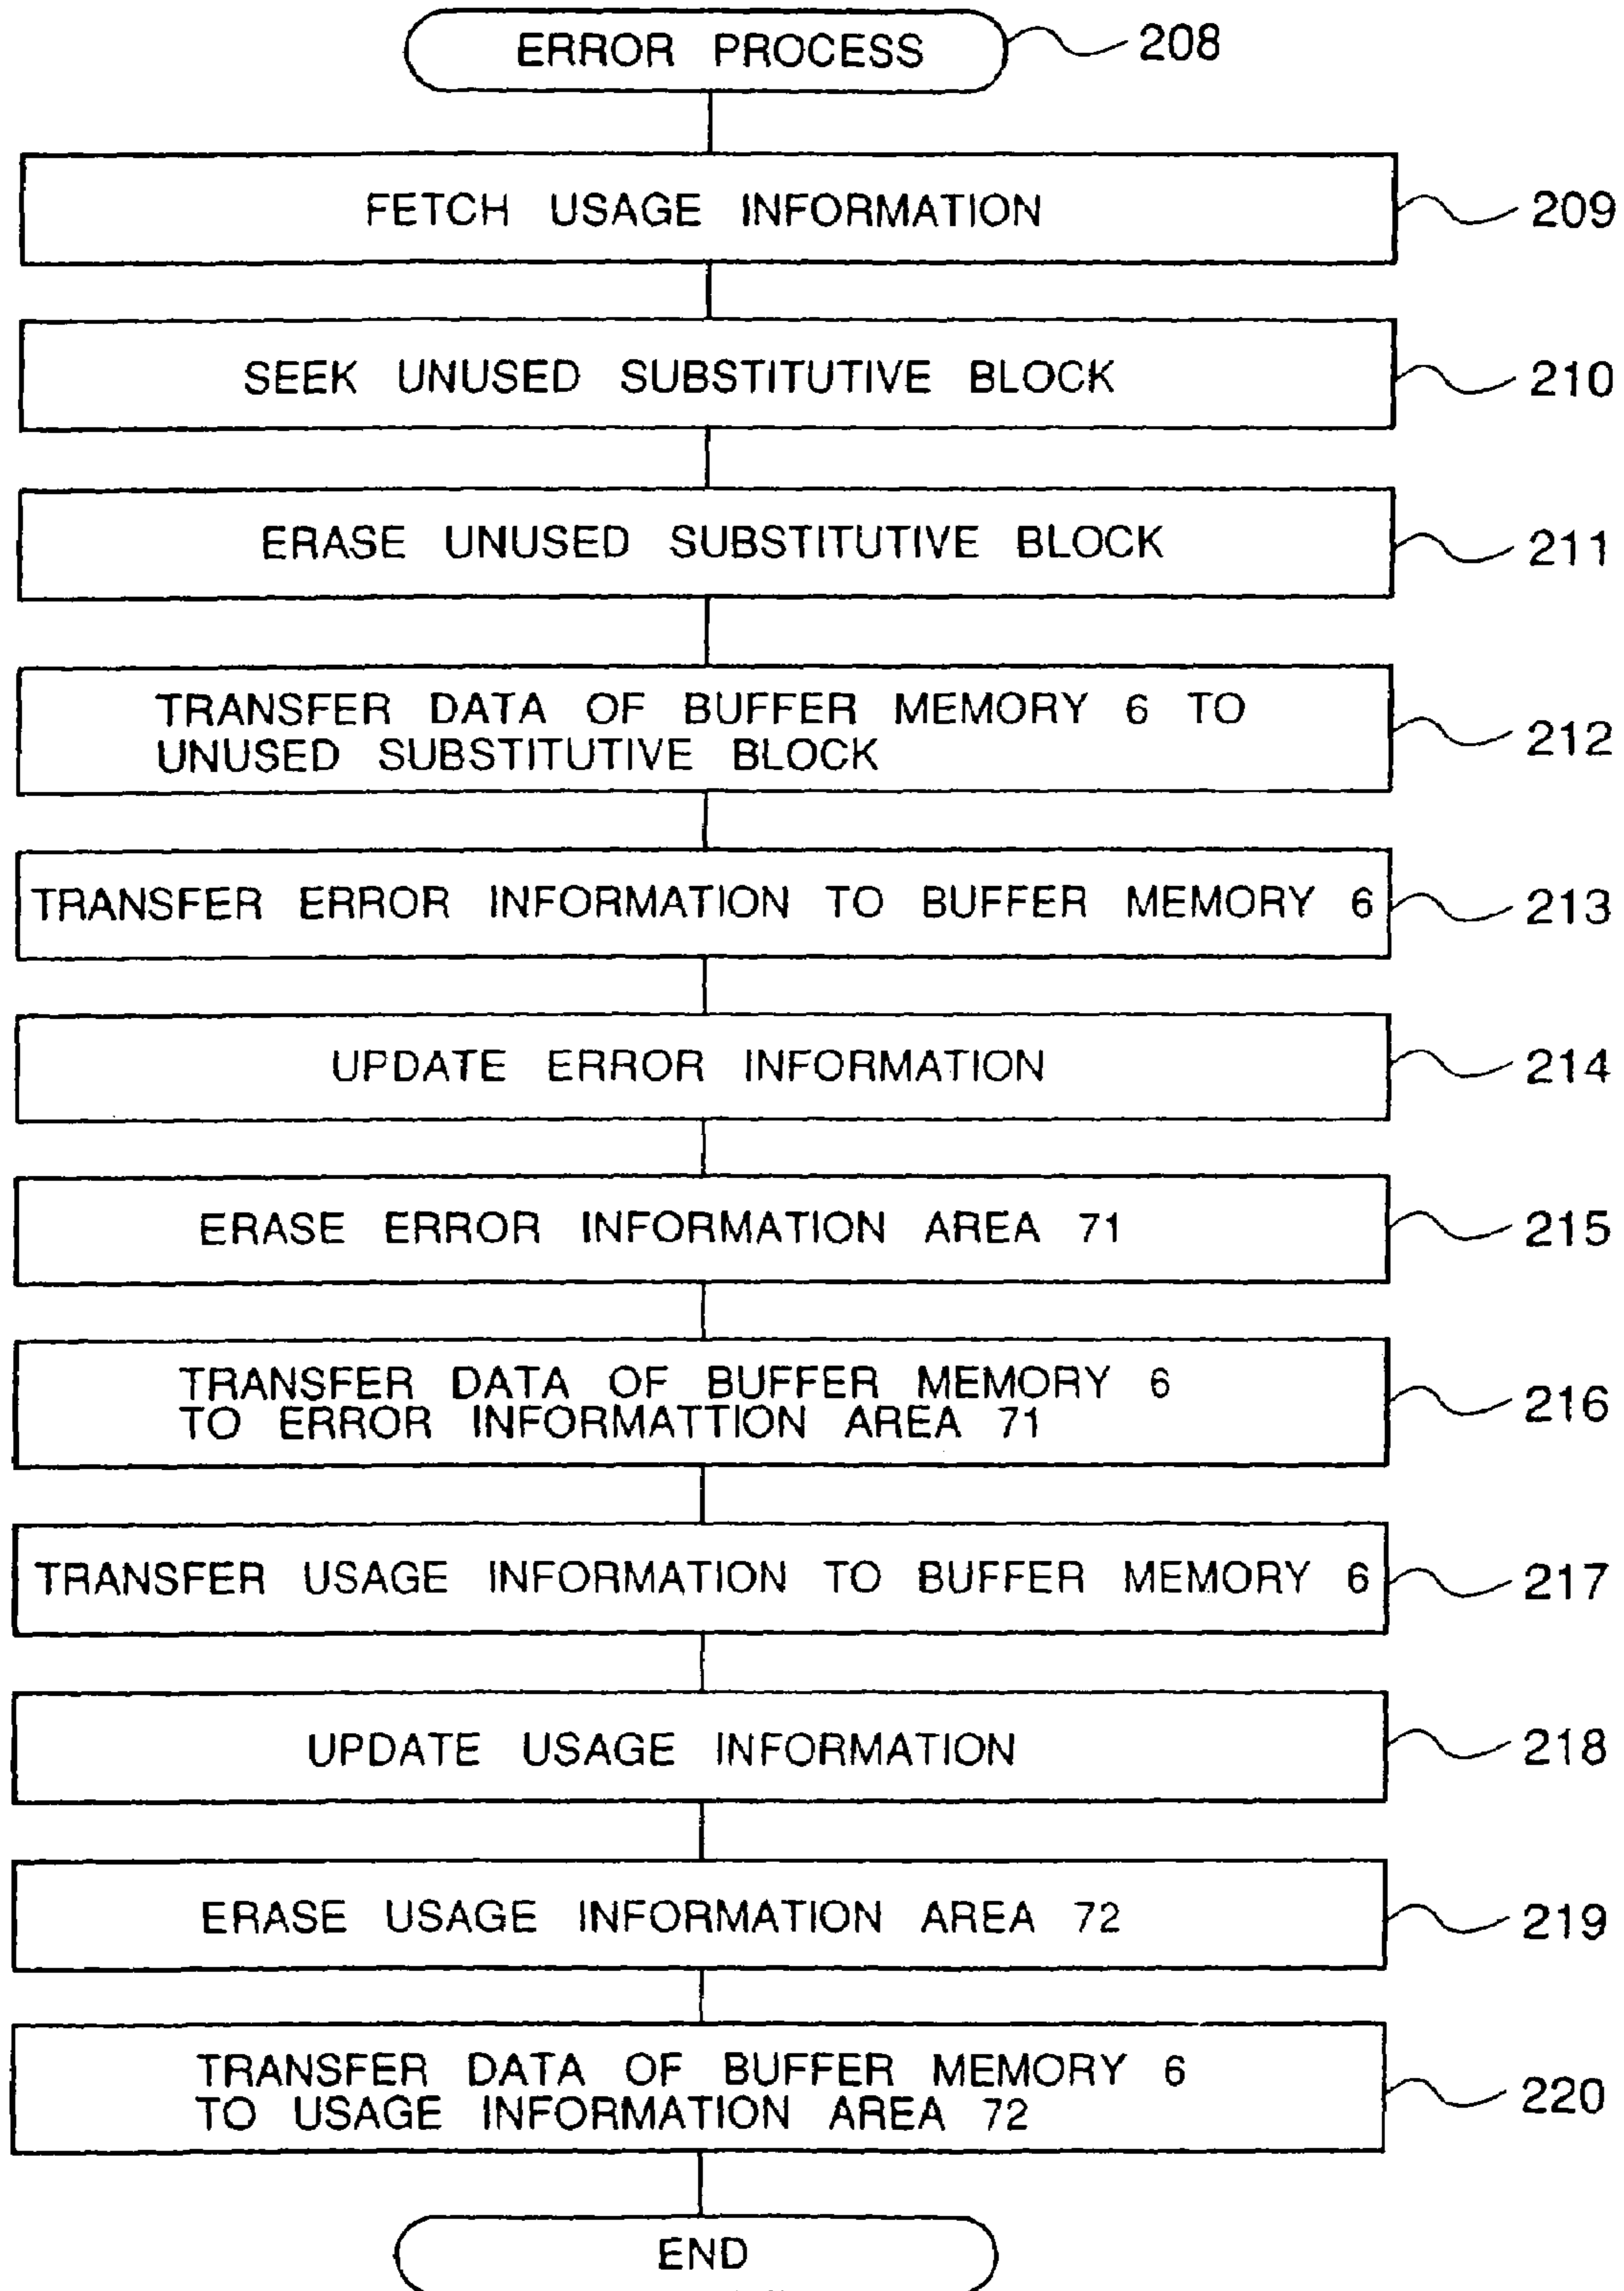 ERROR PROCESS 208
FETCH USAGE INFORMATION 209
SEEK UNUSED SUBSTITUTIVE BLOCK 210
ERASE UNUSED SUBSTITUTIVE BLOCK 211
TRANSFER DATA OF BUFFER MEMORY 6 TO
UNUSED SUBSTITUTIVE BLOCK 212
TRANSFER ERROR INFORMATION TO BUFFER MEMORY 6 213
UPDATE ERROR INFORMATION 214
ERASE ERROR INFORMATION AREA 71 215
TRANSFER DATA OF BUFFER MEMORY 6
TO ERROR INFORMATTION AREA 71 216
TRANSFER USAGE INFORMATION TO BUFFER MEMORY 6 217
UPDATE USAGE INFORMATION 218
ERASE USAGE INFORMATION AREA 72 219
TRANSFER DATA OF BUFFER MEMORY 6
TO USAGE INFORMATION AREA 72 220
END